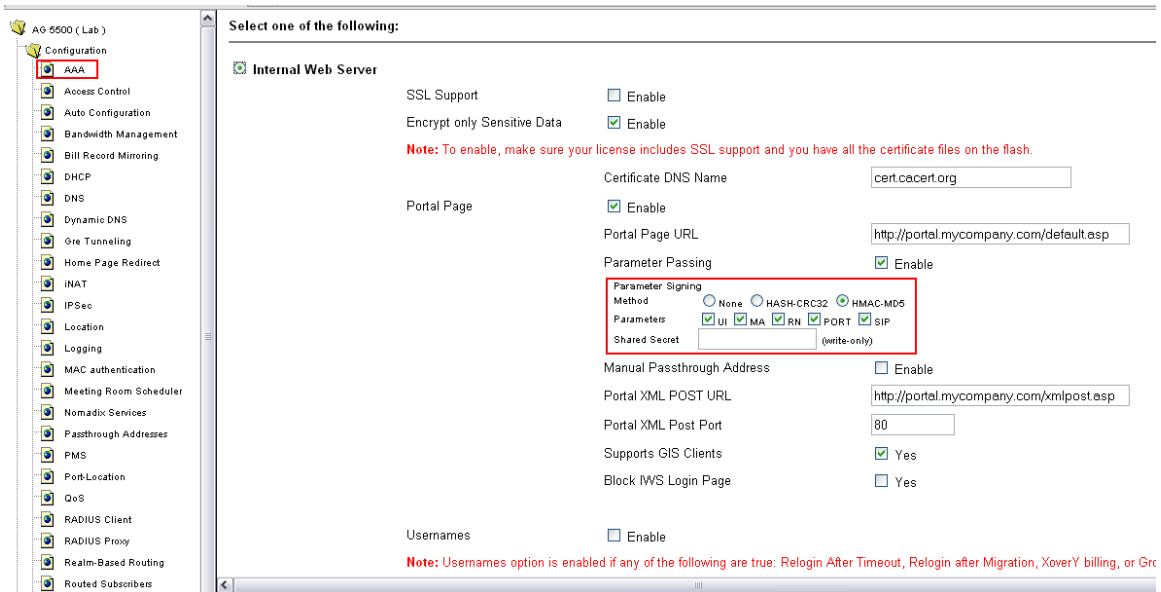 AG 5500 ( Lab )
Configuration
AAA
Access Control
Auto Configuration
Bandwidth Management
Bill Record Mirroring
DHCP
DNS
Dynamic DNS
Gre Tunneling
Home Page Redirect
iNAT
IPSec
Location
Logging
MAC authentication
Meeting Room Scheduler
Nomadix Services
Passthrough Addresses
PMS
Port-Location
QoS
RADIUS Client
RADIUS Proxy
Realm-Based Routing
Routed Subscribers
Select one of the following:
Internal Web Server
SSL Support Enable
Encrypt only Sensitive Data Enable
Note: To enable, make sure your license includes SSL support and you have all the certificate files on the flash.
Certificate DNS Name cert.cacert.org
Portal Page Enable
Portal Page URL http://portal.mycompany.com/default.asp
Parameter Passing Enable
Parameter Signing
Method None HASH-CRC32 HMAC-MD5
Parameters UI MA RN PORT SIP
Shared Secret (write-only)
Manual Passthrough Address Enable
Portal XML POST URL http://portal.mycompany.com/xmlpost.asp
Portal XML Post Port 80
Supports GIS Clients Yes
Block IWS Login Page Yes
Usernames Enable
Note: Usernames option is enabled if any of the following are true: Relogin After Timeout, Relogin after Migration, XoverY billing, or Gro